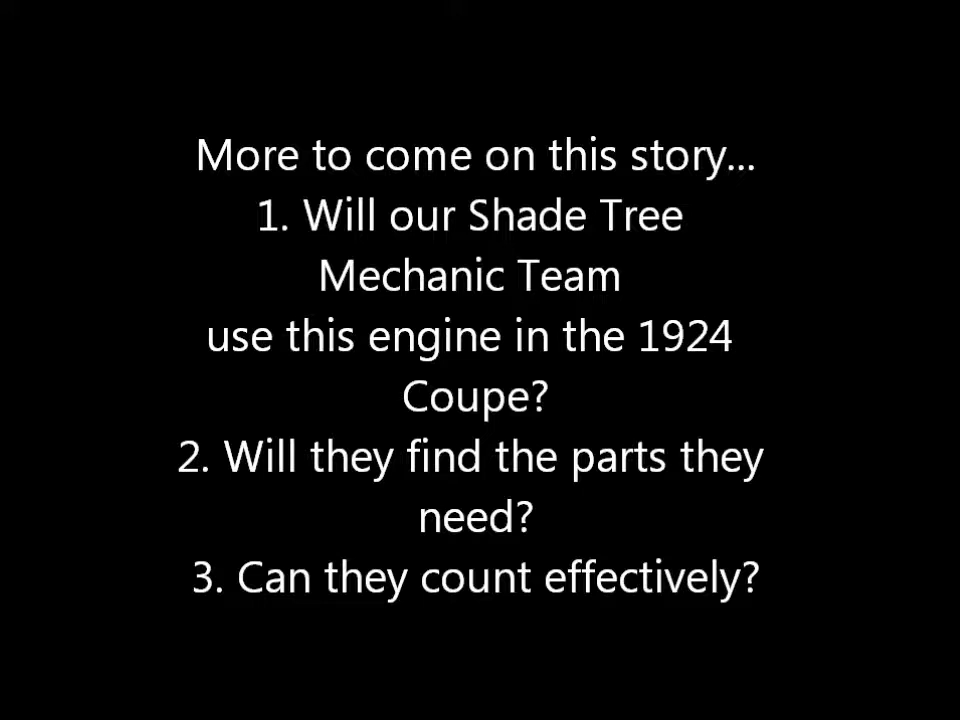 More to come on this story...
1. Will our Shade Tree
Mechanic Team
use this engine in the 1924
Coupe?
2. Will they find the parts they
need?
3. Can they count effectively?